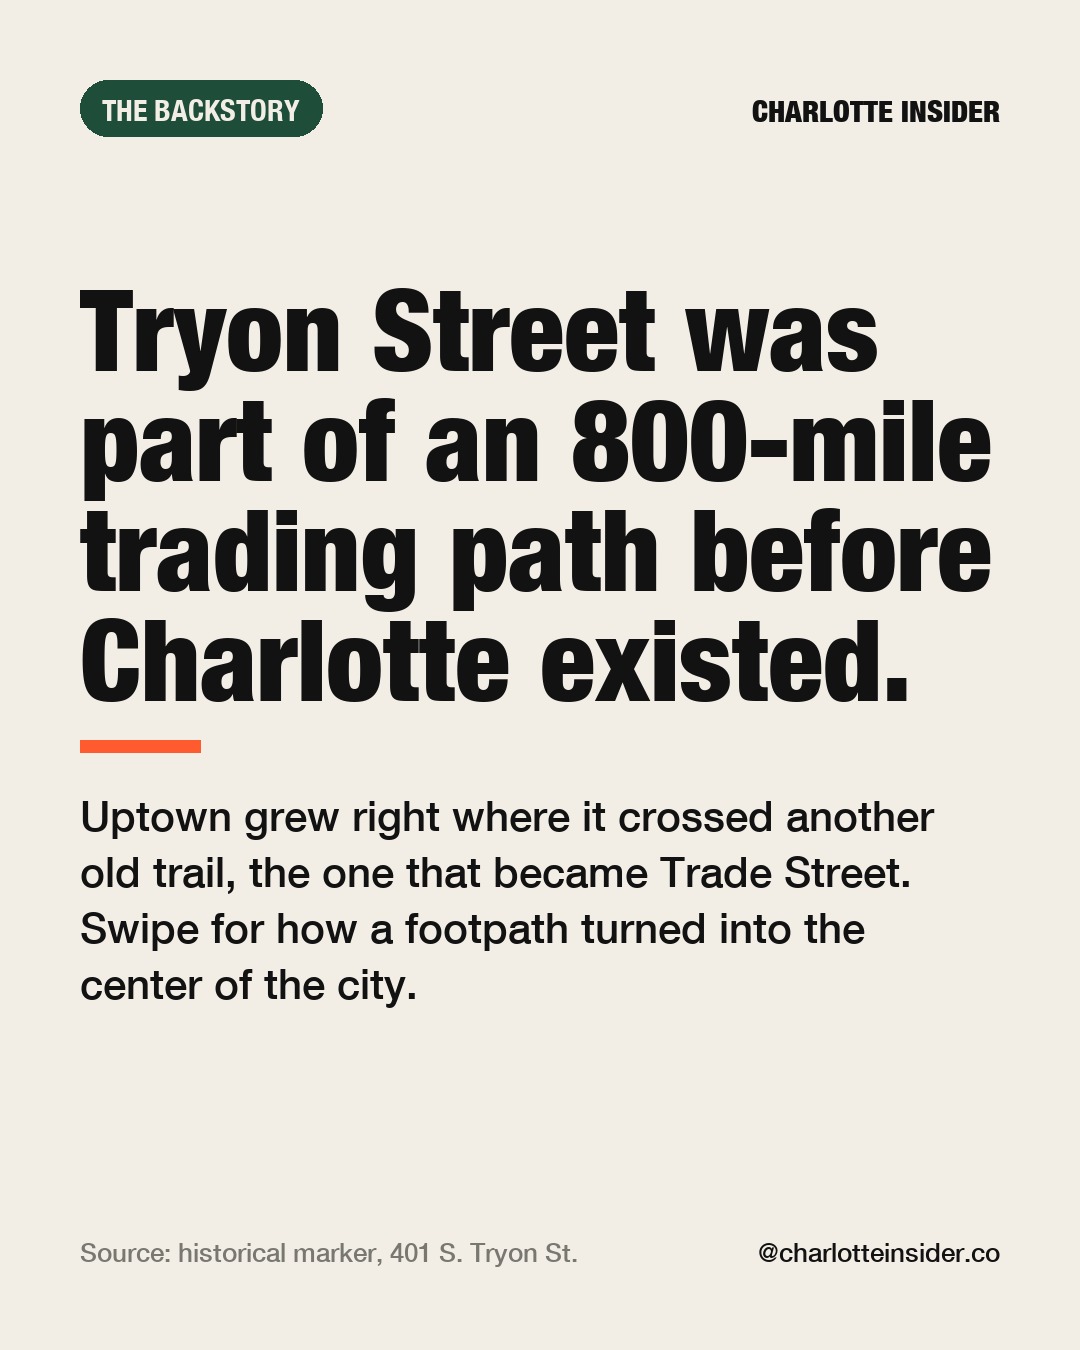 THE BACKSTORY
CHARLOTTE INSIDER
Tryon Street was
part of an 800-mile
trading path before
Charlotte existed.
Uptown grew right where it crossed another
old trail, the one that became Trade Street.
Swipe for how a footpath turned into the
center of the city.
Source: historical marker, 401 S. Tryon St.
@charlotteinsider.co